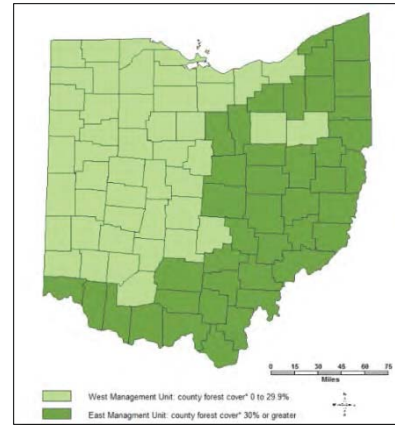 0 15 30 45 60 75
Miles
West Management Unit: county forest cover* 0 to 29.9%
East Managment Unit: county forest cover* 30% or greater